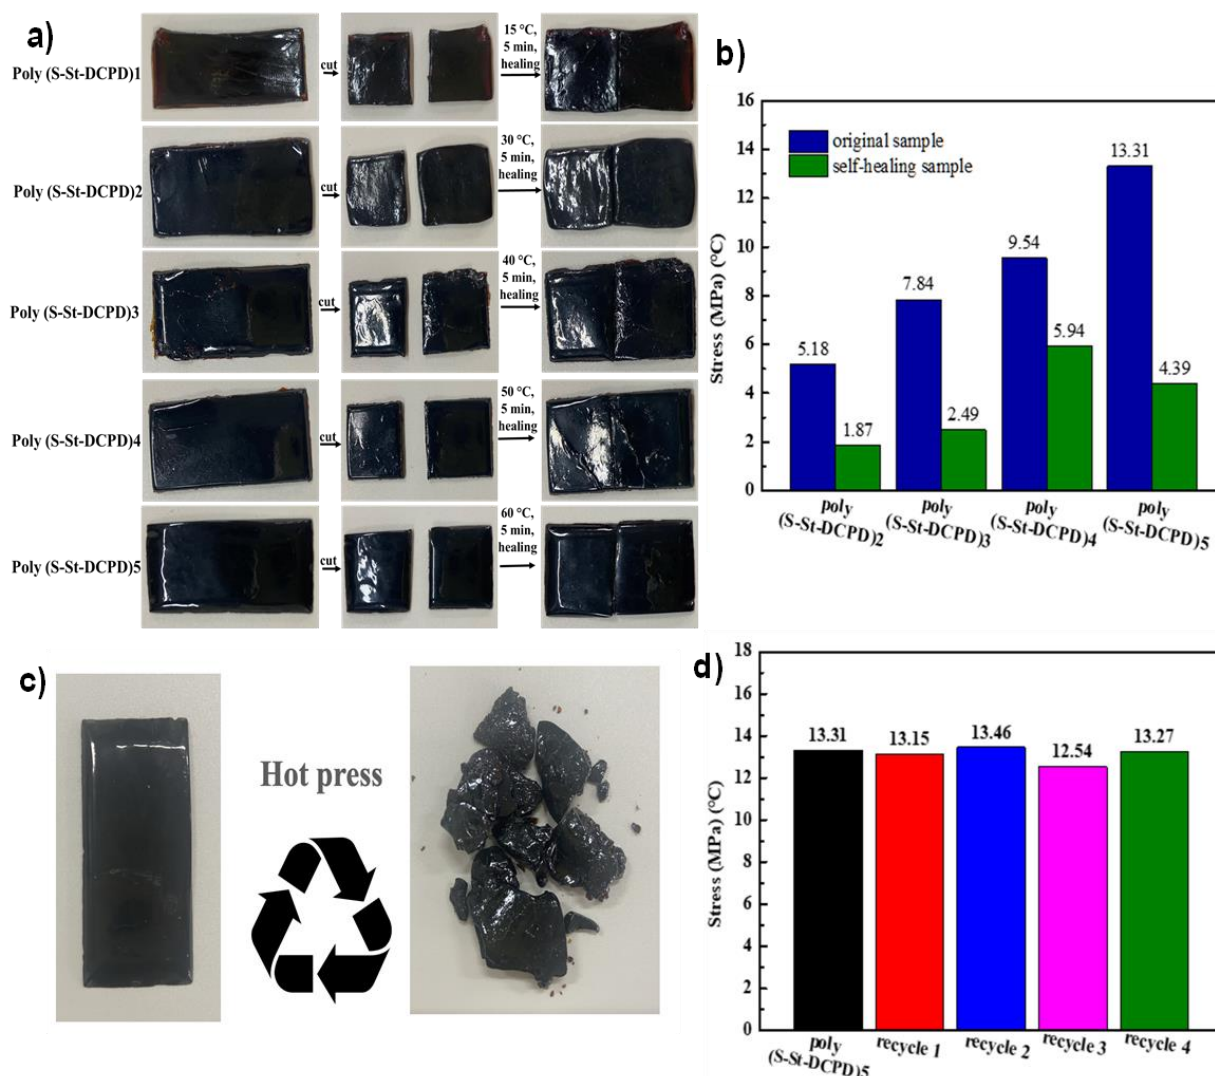 a)
Poly (S-St-DCPD)1
cut
15 °C,
5 min,
healing
Poly (S-St-DCPD)2
cut
30 °C,
5 min,
healing
Poly (S-St-DCPD)3
cut
40 °C,
5 min,
healing
Poly (S-St-DCPD)4
cut
50 °C,
5 min,
healing
Poly (S-St-DCPD)5
cut
60 °C,
5 min,
healing
b)
Stress (MPa) (°C)
16
14
12
10
8
6
4
2
0
original sample
self-healing sample
5.18
1.87
7.84
2.49
9.54
5.94
13.31
4.39
poly
(S-St-DCPD)2
poly
(S-St-DCPD)3
poly
(S-St-DCPD)4
poly
(S-St-DCPD)5
c)
Hot press
d)
Stress (MPa) (°C)
18
16
14
12
10
8
6
4
2
0
13.31
13.15
13.46
12.54
13.27
poly
(S-St-DCPD)5
recycle 1
recycle 2
recycle 3
recycle 4